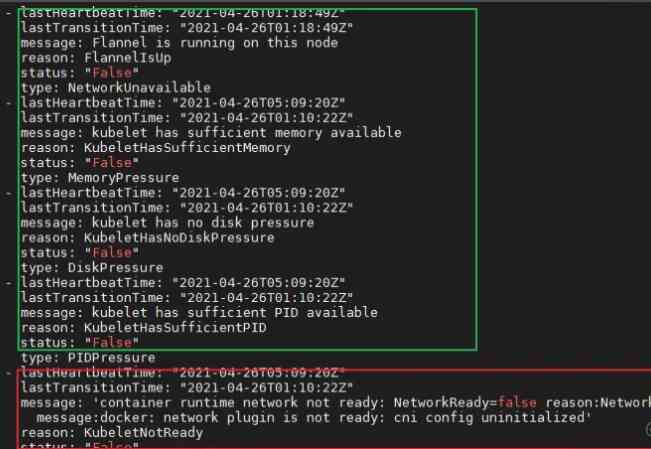 - lastHeartbeatTime: "2021-04-26T01:18:49Z"
lastTransitionTime: "2021-04-26T01:18:49Z"
message: Flannel is running on this node
reason: FlannelIsUp
status: "False"
type: NetworkUnavailable
- lastHeartbeatTime: "2021-04-26T05:09:20Z"
lastTransitionTime: "2021-04-26T01:10:22Z"
message: kubelet has sufficient memory available
reason: KubeletHasSufficientMemory
status: "False"
type: MemoryPressure
- lastHeartbeatTime: "2021-04-26T05:09:20Z"
lastTransitionTime: "2021-04-26T01:10:22Z"
message: kubelet has no disk pressure
reason: KubeletHasNoDiskPressure
status: "False"
type: DiskPressure
- lastHeartbeatTime: "2021-04-26T05:09:20Z"
lastTransitionTime: "2021-04-26T01:10:22Z"
message: kubelet has sufficient PID available
reason: KubeletHasSufficientPID
status: "False"
type: PIDPressure
- lastHeartbeatTime: "2021-04-26T05:09:20Z"
lastTransitionTime: "2021-04-26T01:10:22Z"
message: 'container runtime network not ready: NetworkReady=false reason:Network
message:docker: network plugin is not ready: cni config uninitialized'
reason: KubeletNotReady
status: "False"